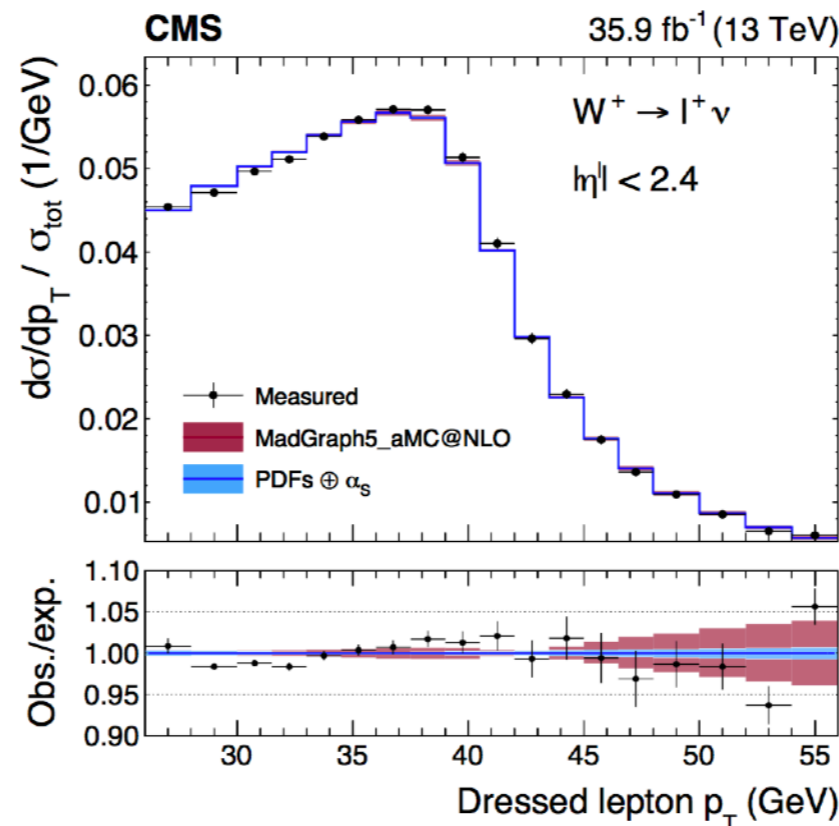 CMS 35.9 fb⁻¹ (13 TeV)
dσ/dp_T / σ_tot (1/GeV)
0.06
0.05
0.04
0.03
0.02
0.01
W⁺ → l⁺ ν
|ηˡ| < 2.4
Measured
MadGraph5_aMC@NLO
PDFs ⊕ α_S
Obs./exp.
1.10
1.05
1.00
0.95
0.90
30 35 40 45 50 55
Dressed lepton p_T (GeV)